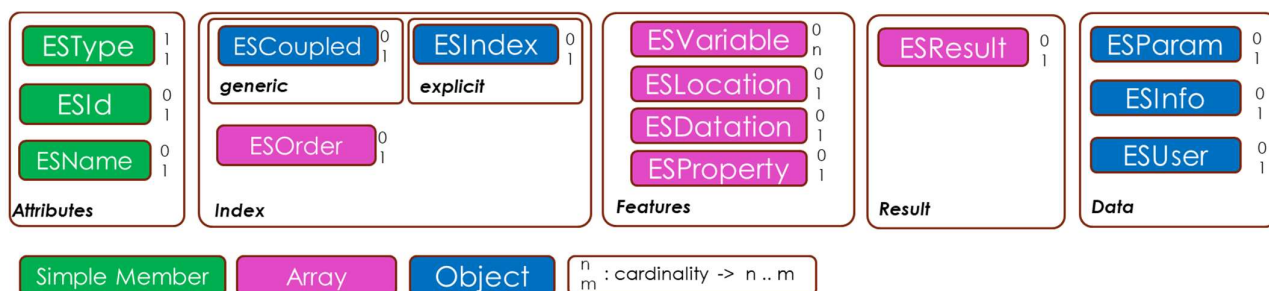 ESType 1
1
ESId 0
1
ESName 0
1
Attributes
ESCoupled 0
1
generic
ESIndex 0
1
explicit
ESOrder 0
1
Index
ESVariable 0
n
ESLocation 0
1
ESDatation 0
1
ESProperty 0
1
Features
ESResult 0
1
Result
ESParam 0
1
ESInfo 0
1
ESUser 0
1
Data
Simple Member
Array
Object
n
m : cardinality -> n .. m